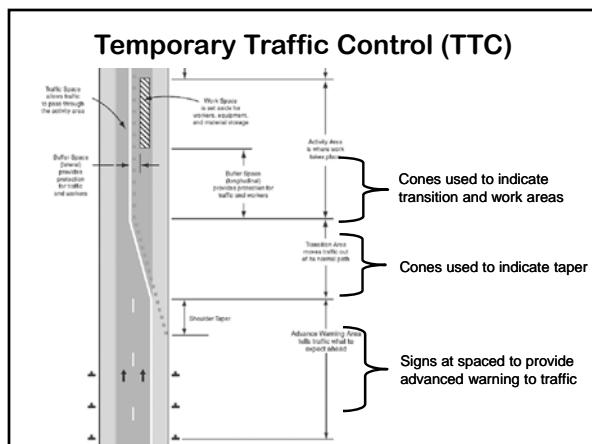 Temporary Traffic Control (TTC)
Traffic Space
allows traffic
to pass through
the activity area
Work Space
is set aside for
workers, equipment,
and material storage
Buffer Space
(lateral)
provides
protection
for traffic
and workers
Buffer Space
(longitudinal)
provides protection for
traffic and workers
Activity Area
is where work
takes place
Transition Area
moves traffic out
of its normal path
Shoulder Taper
Advance Warning Area
tells traffic what to
expect ahead
Cones used to indicate
transition and work areas
Cones used to indicate taper
Signs at spaced to provide
advanced warning to traffic